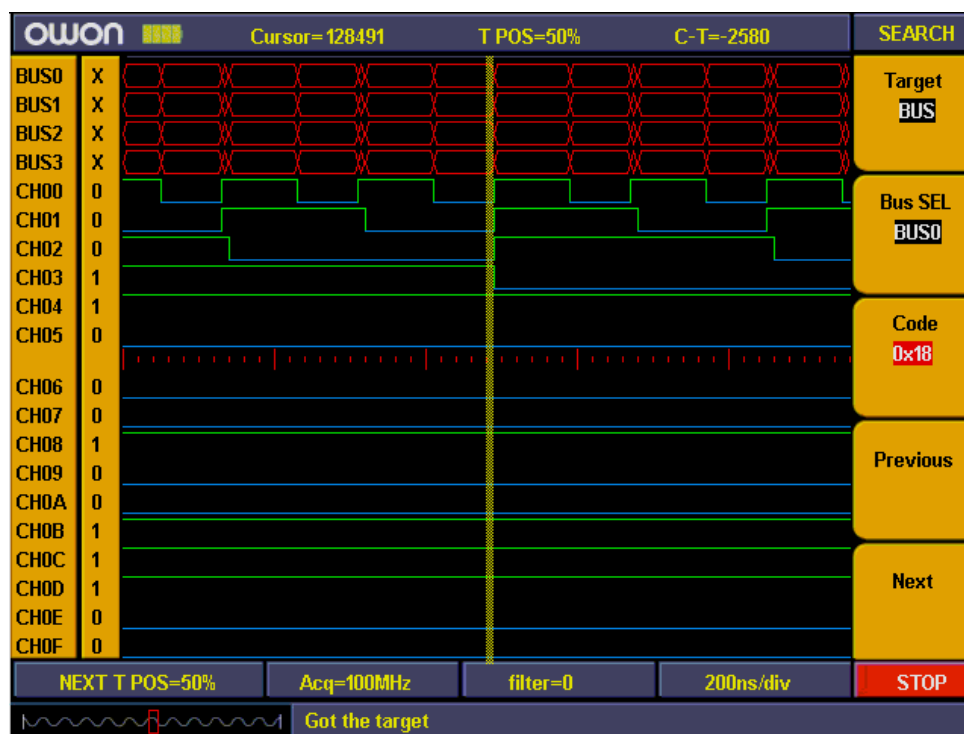 owon Cursor=128491 T POS=50% C-T=-2580 SEARCH
BUS0 X
BUS1 X
BUS2 X
BUS3 X
CH00 0
CH01 0
CH02 0
CH03 1
CH04 1
CH05 0
CH06 0
CH07 0
CH08 1
CH09 0
CH0A 0
CH0B 1
CH0C 1
CH0D 1
CH0E 0
CH0F 0
Target
BUS
Bus SEL
BUS0
Code
0x18
Previous
Next
NEXT T POS=50% Acq=100MHz filter=0 200ns/div STOP
Got the target